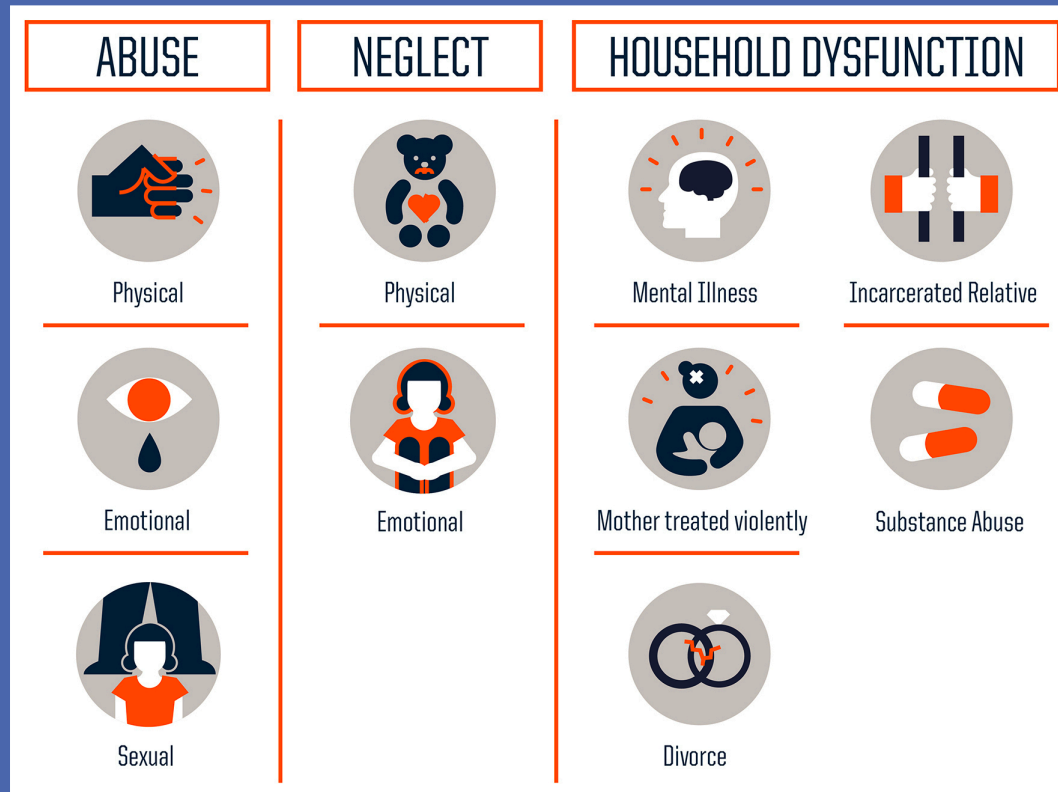 ABUSE
Physical
Emotional
Sexual
NEGLECT
Physical
Emotional
HOUSEHOLD DYSFUNCTION
Mental Illness
Incarcerated Relative
Mother treated violently
Substance Abuse
Divorce